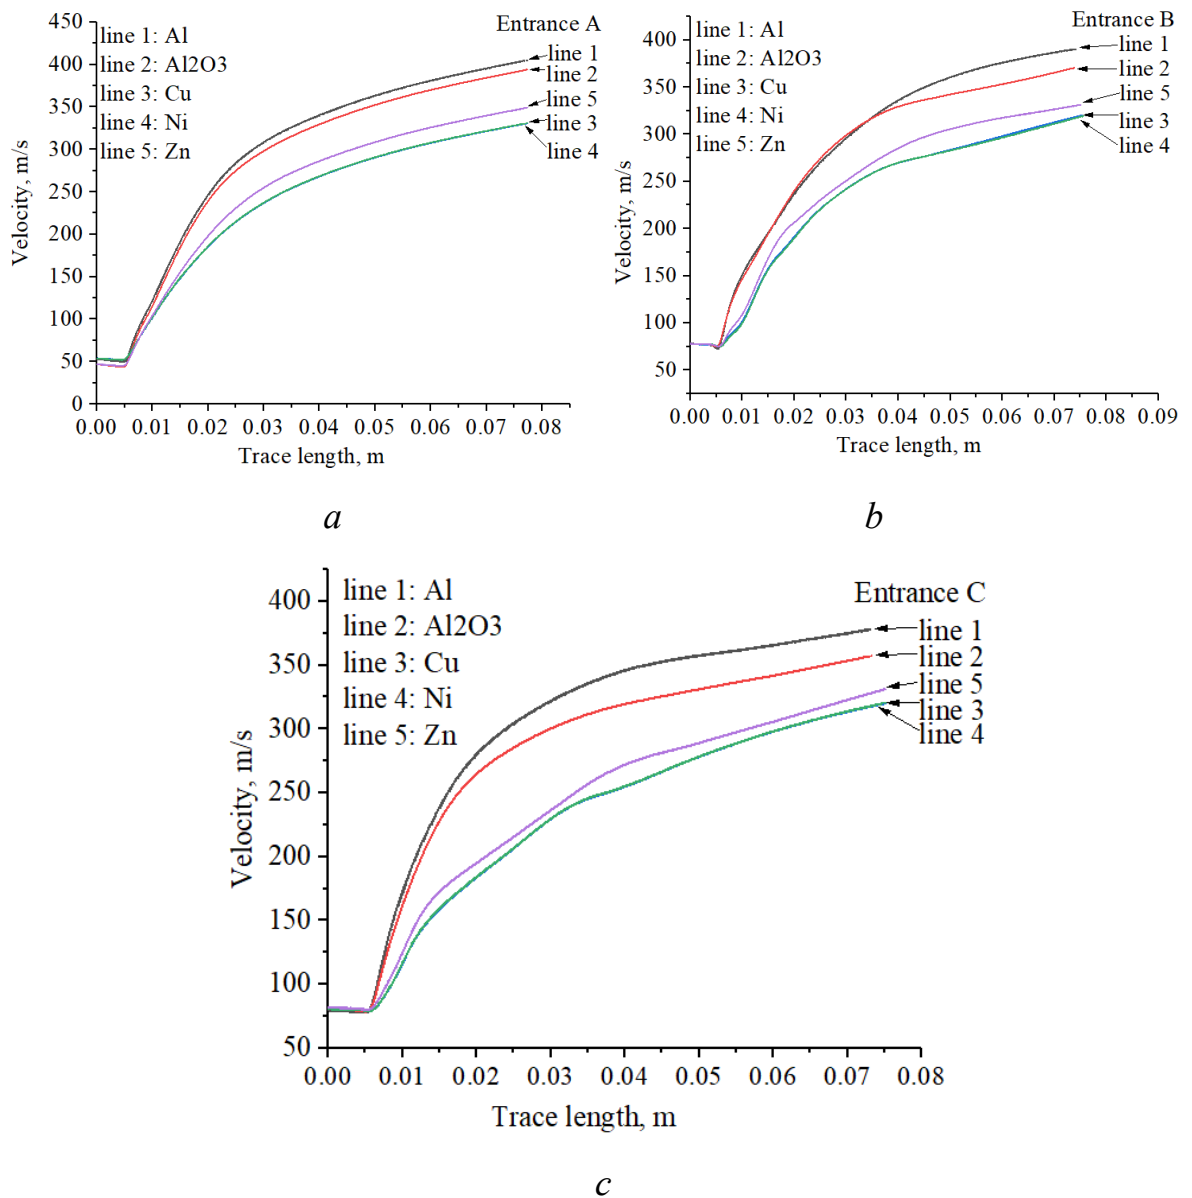 Entrance A
line 1: Al
line 2: Al2O3
line 3: Cu
line 4: Ni
line 5: Zn
450
400
350
300
250
200
150
100
50
0
Velocity, m/s
line 1
line 2
line 5
line 3
line 4
0.00 0.01 0.02 0.03 0.04 0.05 0.06 0.07 0.08
Trace length, m
a
Entrance B
line 1: Al
line 2: Al2O3
line 3: Cu
line 4: Ni
line 5: Zn
400
350
300
250
200
150
100
50
Velocity, m/s
line 1
line 2
line 5
line 3
line 4
0.00 0.01 0.02 0.03 0.04 0.05 0.06 0.07 0.08 0.09
Trace length, m
b
Entrance C
line 1: Al
line 2: Al2O3
line 3: Cu
line 4: Ni
line 5: Zn
400
350
300
250
200
150
100
50
Velocity, m/s
line 1
line 2
line 5
line 3
line 4
0.00 0.01 0.02 0.03 0.04 0.05 0.06 0.07 0.08
Trace length, m
c